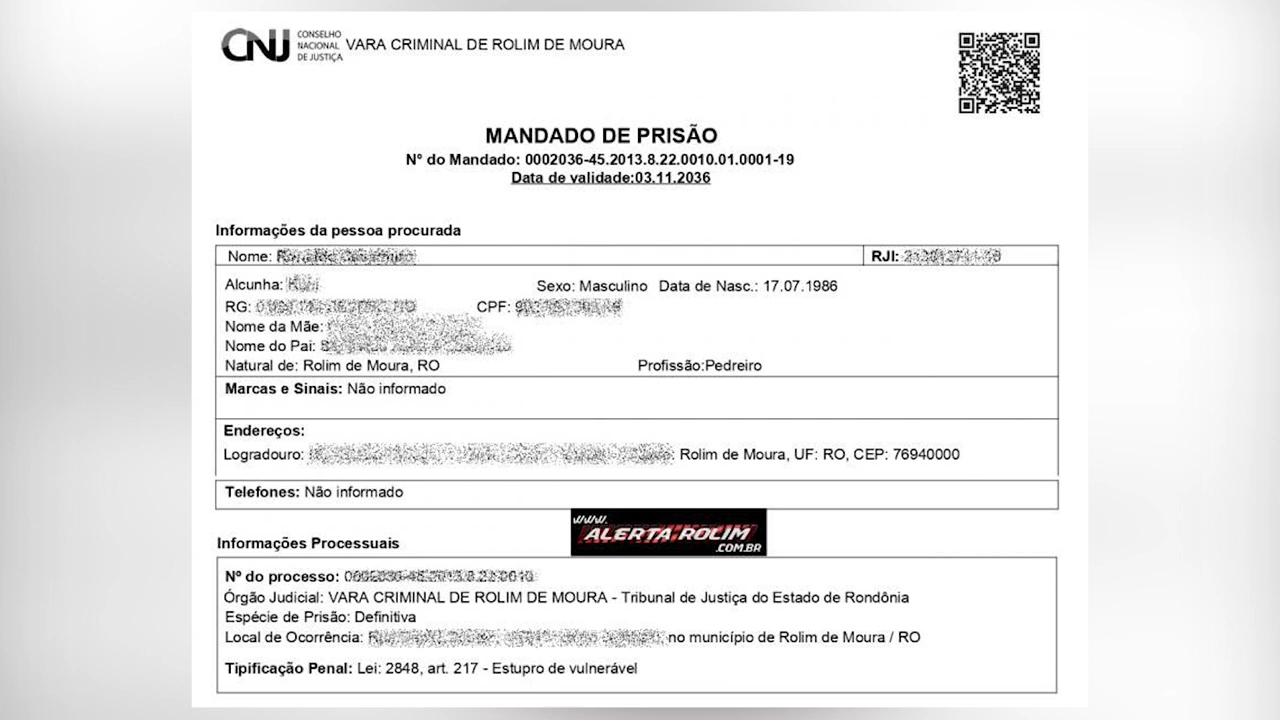 CNJ CONSELHO NACIONAL DE JUSTIÇA VARA CRIMINAL DE ROLIM DE MOURA
MANDADO DE PRISÃO
N° do Mandado: 0002036-45.2013.8.22.0010.01.0001-19
Data de validade:03.11.2036
Informações da pessoa procurada
Nome: RJI:
Alcunha: Sexo: Masculino Data de Nasc.: 17.07.1986
RG: CPF:
Nome da Mãe:
Nome do Pai:
Natural de: Rolim de Moura, RO Profissão:Pedreiro
Marcas e Sinais: Não informado
Endereços:
Logradouro: Rolim de Moura, UF: RO, CEP: 76940000
Telefones: Não informado
www.
ALERTA ROLIM
.COM.BR
Informações Processuais
Nº do processo:
Órgão Judicial: VARA CRIMINAL DE ROLIM DE MOURA - Tribunal de Justiça do Estado de Rondônia
Espécie de Prisão: Definitiva
Local de Ocorrência: no município de Rolim de Moura / RO
Tipificação Penal: Lei: 2848, art. 217 - Estupro de vulnerável